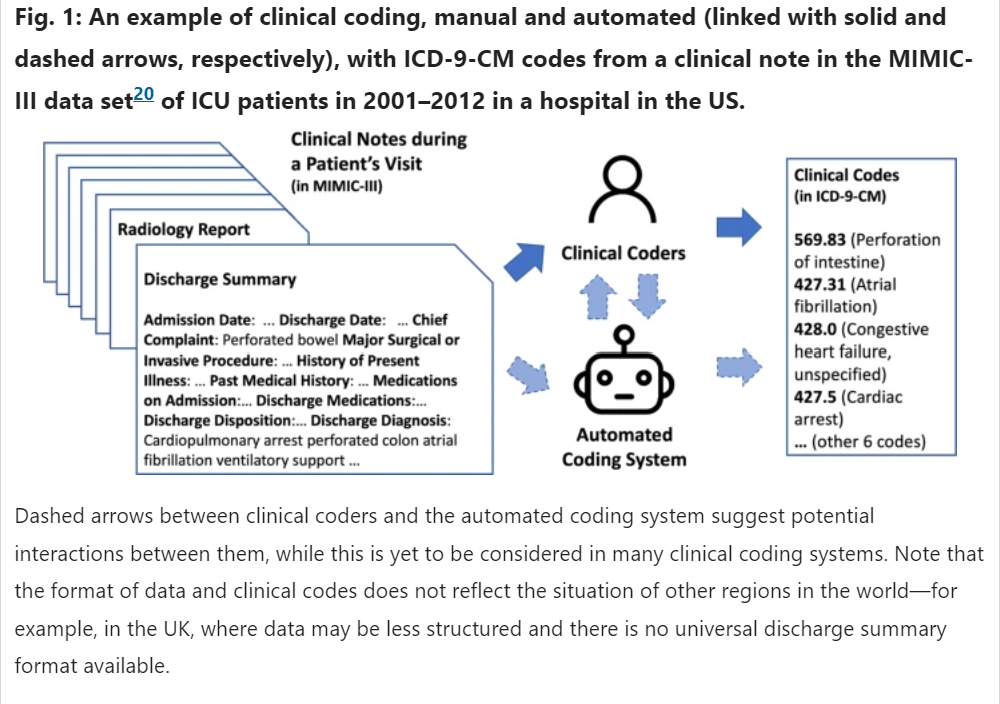 Fig. 1: An example of clinical coding, manual and automated (linked with solid and
dashed arrows, respectively), with ICD-9-CM codes from a clinical note in the MIMIC-
III data set20 of ICU patients in 2001–2012 in a hospital in the US.
Clinical Notes during
a Patient's Visit
(in MIMIC-III)
Radiology Report
Discharge Summary
Admission Date: ... Discharge Date: ... Chief
Complaint: Perforated bowel Major Surgical or
Invasive Procedure: ... History of Present
Illness: ... Past Medical History: ... Medications
on Admission:... Discharge Medications:...
Discharge Disposition:... Discharge Diagnosis:
Cardiopulmonary arrest perforated colon atrial
fibrillation ventilatory support ...
Clinical Coders
Automated
Coding System
Clinical Codes
(in ICD-9-CM)
569.83 (Perforation
of intestine)
427.31 (Atrial
fibrillation)
428.0 (Congestive
heart failure,
unspecified)
427.5 (Cardiac
arrest)
... (other 6 codes)
Dashed arrows between clinical coders and the automated coding system suggest potential
interactions between them, while this is yet to be considered in many clinical coding systems. Note that
the format of data and clinical codes does not reflect the situation of other regions in the world—for
example, in the UK, where data may be less structured and there is no universal discharge summary
format available.